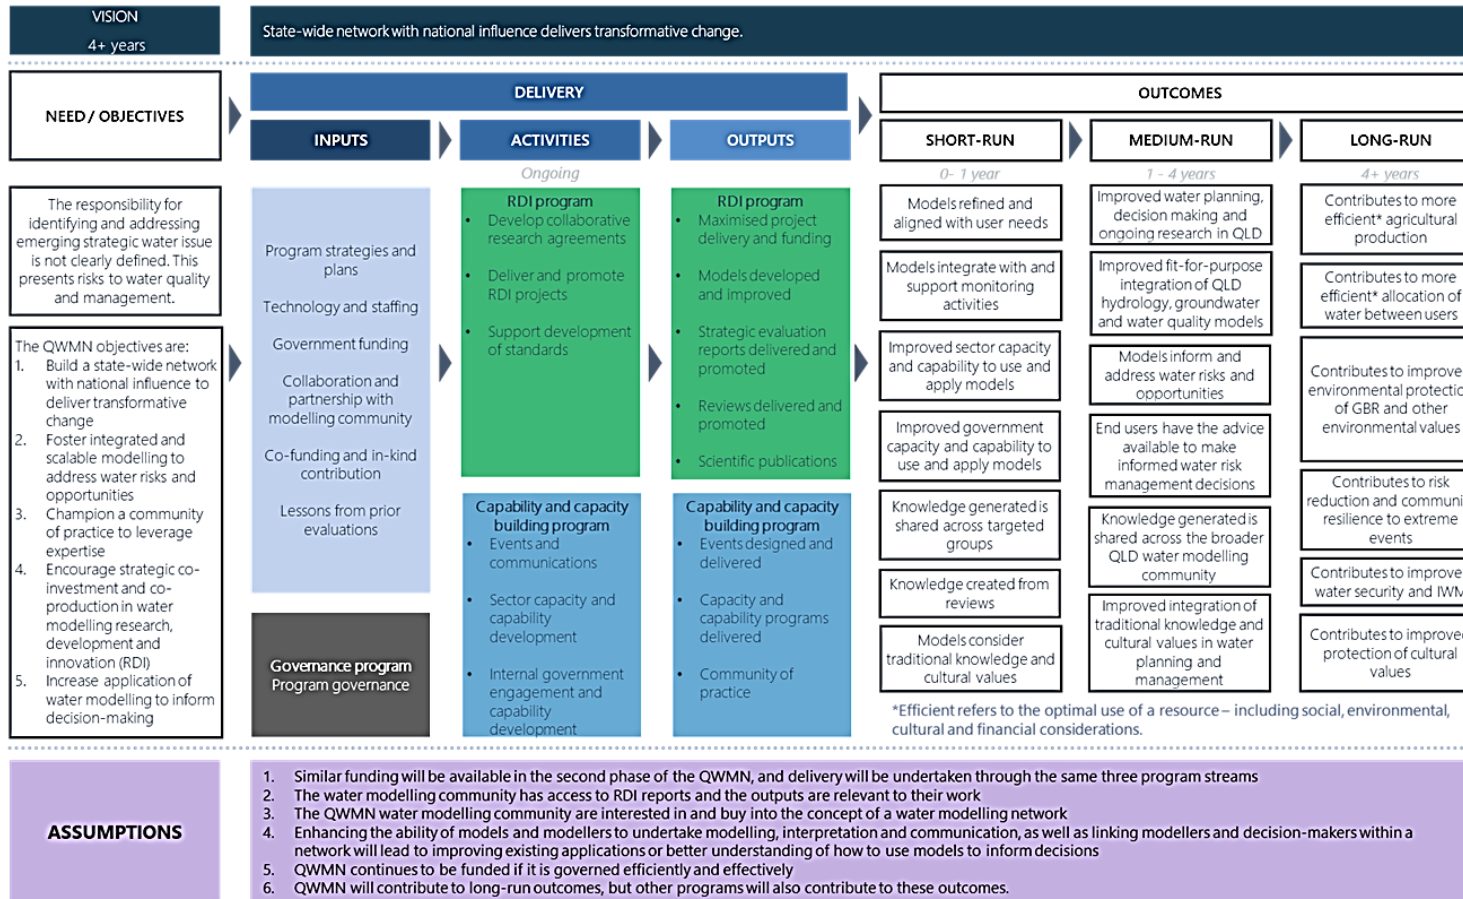 VISION
4+ years
State-wide network with national influence delivers transformative change.
NEED / OBJECTIVES
DELIVERY
OUTCOMES
INPUTS
ACTIVITIES
OUTPUTS
SHORT-RUN
MEDIUM-RUN
LONG-RUN
Ongoing
0- 1 year
1 - 4 years
4+ years
The responsibility for
identifying and addressing
emerging strategic water issue
is not clearly defined. This
presents risks to water quality
and management.
The QWMN objectives are:
1. Build a state-wide network
with national influence to
deliver transformative
change
2. Foster integrated and
scalable modelling to
address water risks and
opportunities
3. Champion a community
of practice to leverage
expertise
4. Encourage strategic co-
investment and co-
production in water
modelling research,
development and
innovation (RDI)
5. Increase application of
water modelling to inform
decision-making
Program strategies and
plans
Technology and staffing
Government funding
Collaboration and
partnership with
modelling community
Co-funding and in-kind
contribution
Lessons from prior
evaluations
Governance program
Program governance
RDI program
• Develop collaborative
research agreements
• Deliver and promote
RDI projects
• Support development
of standards
Capability and capacity
building program
• Events and
communications
• Sector capacity and
capability
development
• Internal government
engagement and
capability
development
RDI program
• Maximised project
delivery and funding
• Models developed
and improved
• Strategic evaluation
reports delivered and
promoted
• Reviews delivered and
promoted
• Scientific publications
Capability and capacity
building program
• Events designed and
delivered
• Capacity and
capability programs
delivered
• Community of
practice
Models refined and
aligned with user needs
Models integrate with and
support monitoring
activities
Improved sector capacity
and capability to use and
apply models
Improved government
capacity and capability to
use and apply models
Knowledge generated is
shared across targeted
groups
Knowledge created from
reviews
Models consider
traditional knowledge and
cultural values
Improved water planning,
decision making and
ongoing research in QLD
Improved fit-for-purpose
integration of QLD
hydrology, groundwater
and water quality models
Models inform and
address water risks and
opportunities
End users have the advice
available to make
informed water risk
management decisions
Knowledge generated is
shared across the broader
QLD water modelling
community
Improved integration of
traditional knowledge and
cultural values in water
planning and
management
Contributes to more
efficient* agricultural
production
Contributes to more
efficient* allocation of
water between users
Contributes to improve
environmental protectio
of GBR and other
environmental values
Contributes to risk
reduction and communi
resilience to extreme
events
Contributes to improve
water security and IWM
Contributes to improve
protection of cultural
values
*Efficient refers to the optimal use of a resource – including social, environmental,
cultural and financial considerations.
ASSUMPTIONS
1. Similar funding will be available in the second phase of the QWMN, and delivery will be undertaken through the same three program streams
2. The water modelling community has access to RDI reports and the outputs are relevant to their work
3. The QWMN water modelling community are interested in and buy into the concept of a water modelling network
4. Enhancing the ability of models and modellers to undertake modelling, interpretation and communication, as well as linking modellers and decision-makers within a
network will lead to improving existing applications or better understanding of how to use models to inform decisions
5. QWMN continues to be funded if it is governed efficiently and effectively
6. QWMN will contribute to long-run outcomes, but other programs will also contribute to these outcomes.